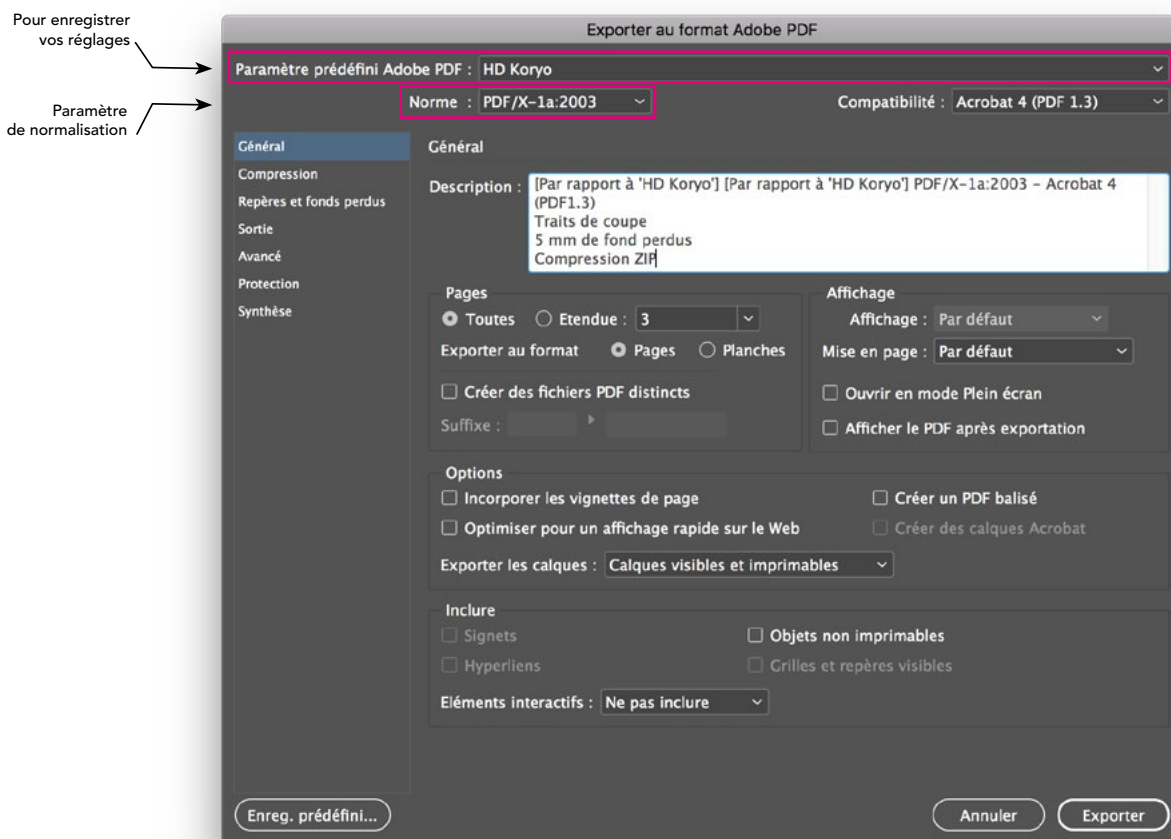 Pour enregistrer
vos réglages
Exporter au format Adobe PDF
Paramètre prédéfini Adobe PDF : HD Koryo
Paramètre
de normalisation
Norme : PDF/X-1a:2003
Compatibilité : Acrobat 4 (PDF 1.3)
Général
Compression
Repères et fonds perdus
Sortie
Avancé
Protection
Synthèse
Général
Description : [Par rapport à 'HD Koryo'] [Par rapport à 'HD Koryo'] PDF/X-1a:2003 – Acrobat 4
(PDF1.3)
Traits de coupe
5 mm de fond perdus
Compression ZIP
Pages
Toutes Etendue : 3
Exporter au format Pages Planches
Créer des fichiers PDF distincts
Suffixe :
Affichage
Affichage : Par défaut
Mise en page : Par défaut
Ouvrir en mode Plein écran
Afficher le PDF après exportation
Options
Incorporer les vignettes de page
Créer un PDF balisé
Optimiser pour un affichage rapide sur le Web
Créer des calques Acrobat
Exporter les calques : Calques visibles et imprimables
Inclure
Signets
Objets non imprimables
Hyperliens
Grilles et repères visibles
Eléments interactifs : Ne pas inclure
Enreg. prédéfini...
Annuler
Exporter